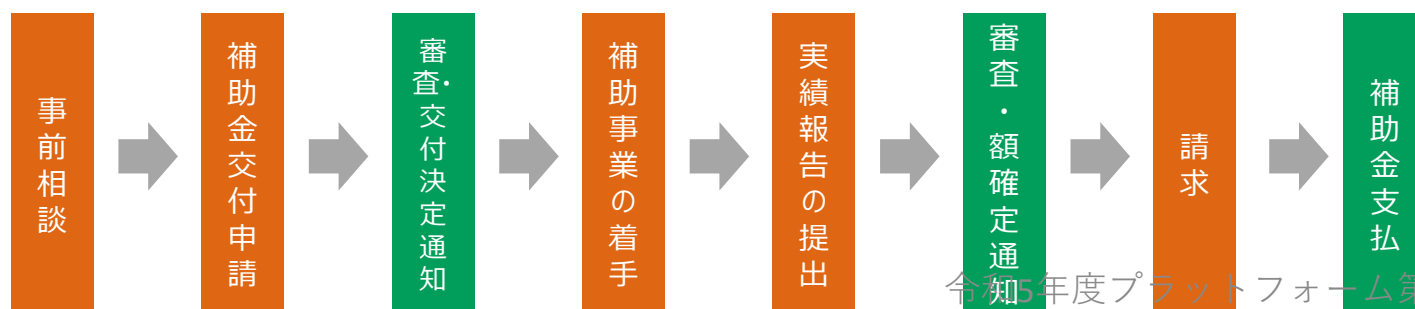 事前相談
補助金交付申請
審査・交付決定通知
補助事業の着手
実績報告の提出
審査・額確定通知
請求
補助金支払
令和5年度プラットフォーム第